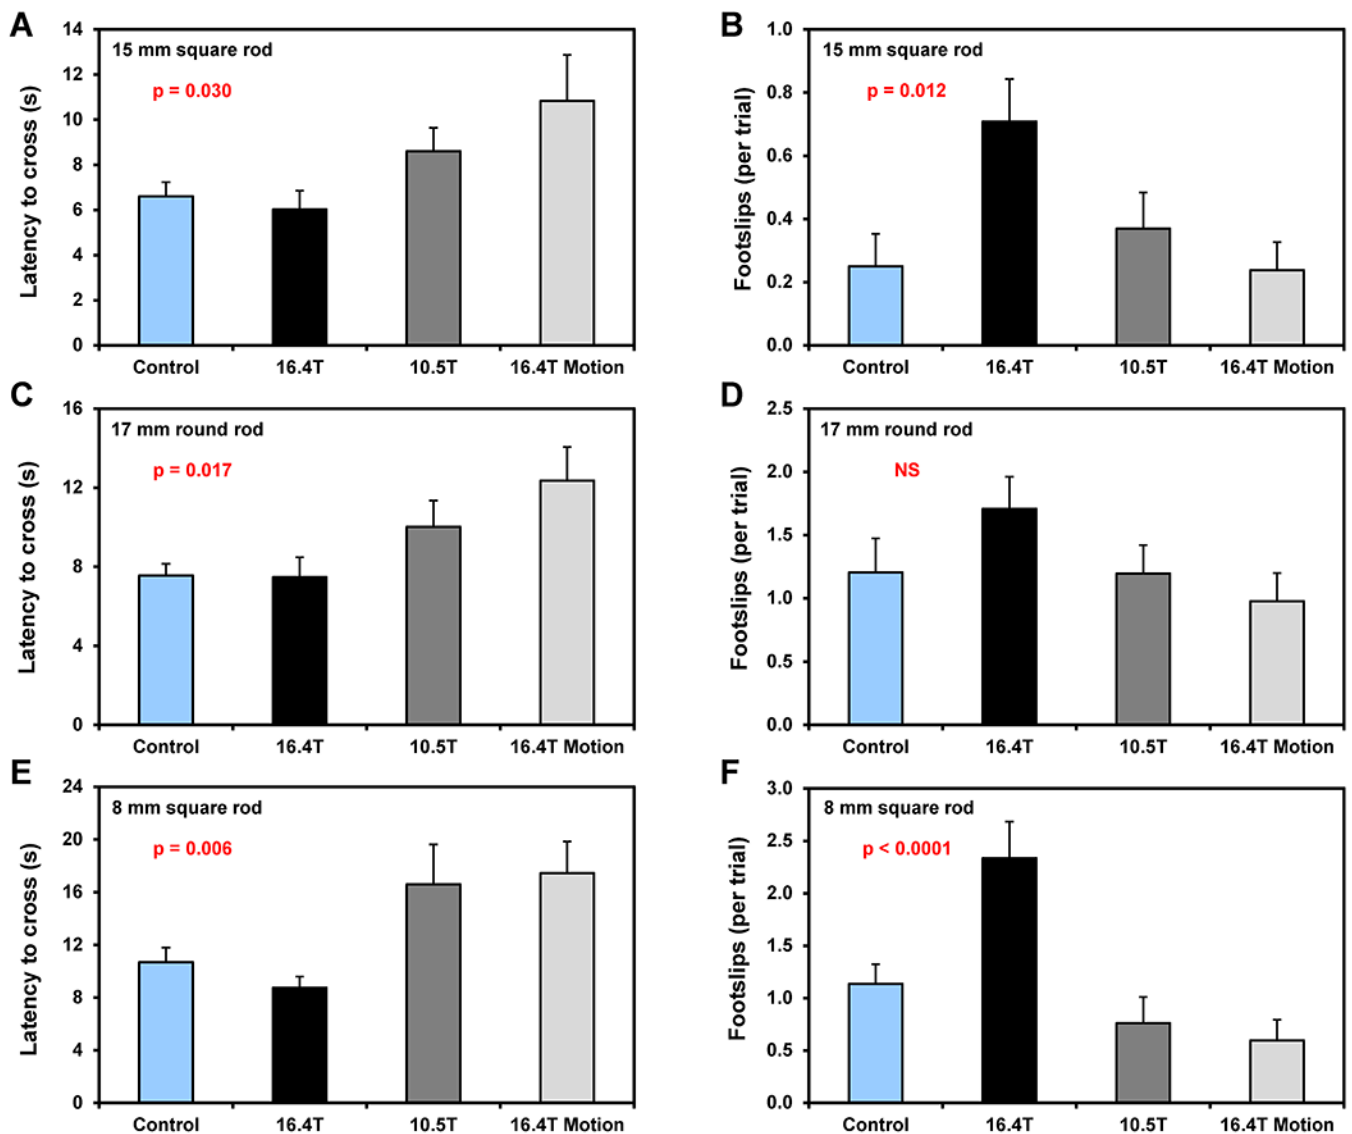 A
15 mm square rod
p = 0.030
Latency to cross (s)
14
12
10
8
6
4
2
0
Control 16.4T 10.5T 16.4T Motion
B
15 mm square rod
p = 0.012
Footslips (per trial)
1.0
0.8
0.6
0.4
0.2
0.0
Control 16.4T 10.5T 16.4T Motion
C
17 mm round rod
p = 0.017
Latency to cross (s)
16
12
8
4
0
Control 16.4T 10.5T 16.4T Motion
D
17 mm round rod
NS
Footslips (per trial)
2.5
2.0
1.5
1.0
0.5
0.0
Control 16.4T 10.5T 16.4T Motion
E
8 mm square rod
p = 0.006
Latency to cross (s)
24
20
16
12
8
4
0
Control 16.4T 10.5T 16.4T Motion
F
8 mm square rod
p < 0.0001
Footslips (per trial)
3.0
2.5
2.0
1.5
1.0
0.5
0.0
Control 16.4T 10.5T 16.4T Motion